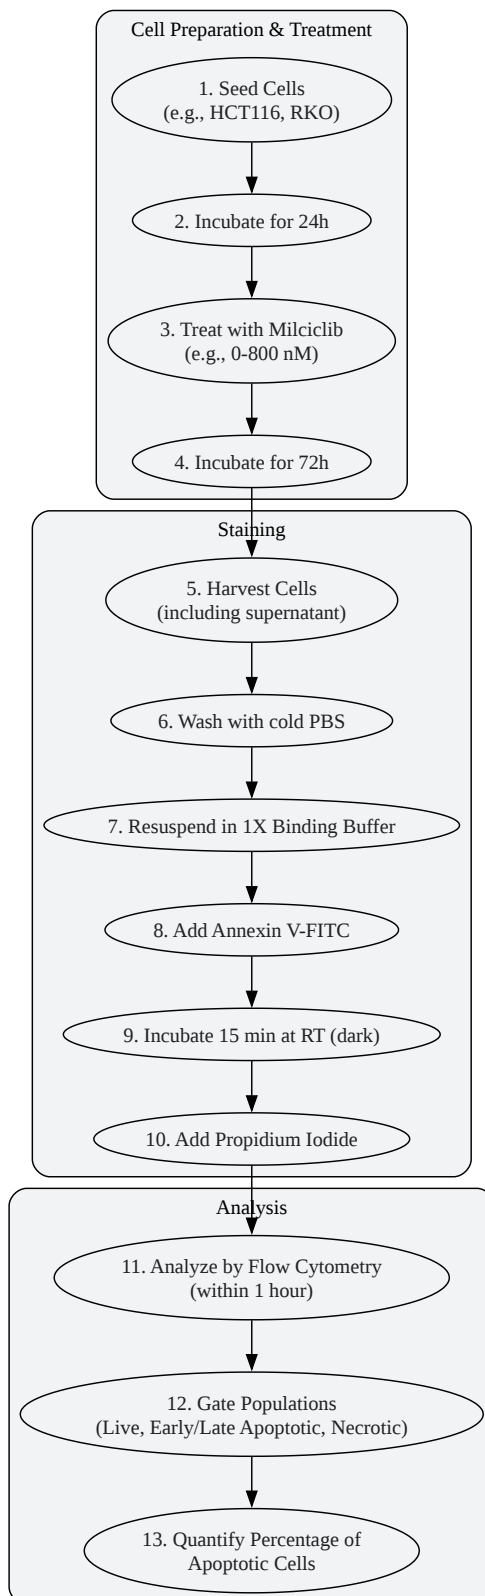 Cell Preparation & Treatment
1. Seed Cells
(e.g., HCT116, RKO)
2. Incubate for 24h
3. Treat with Milciclib
(e.g., 0-800 nM)
4. Incubate for 72h
Staining
5. Harvest Cells
(including supernatant)
6. Wash with cold PBS
7. Resuspend in 1X Binding Buffer
8. Add Annexin V-FITC
9. Incubate 15 min at RT (dark)
10. Add Propidium Iodide
Analysis
11. Analyze by Flow Cytometry
(within 1 hour)
12. Gate Populations
(Live, Early/Late Apoptotic, Necrotic)
13. Quantify Percentage of
Apoptotic Cells